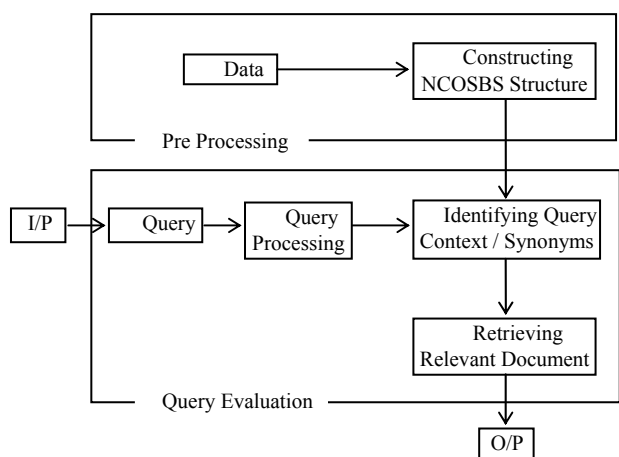 Data
Constructing
NCOSBS Structure
Pre Processing
I/P
Query
Query
Processing
Identifying Query
Context / Synonyms
Retrieving
Relevant Document
Query Evaluation
O/P